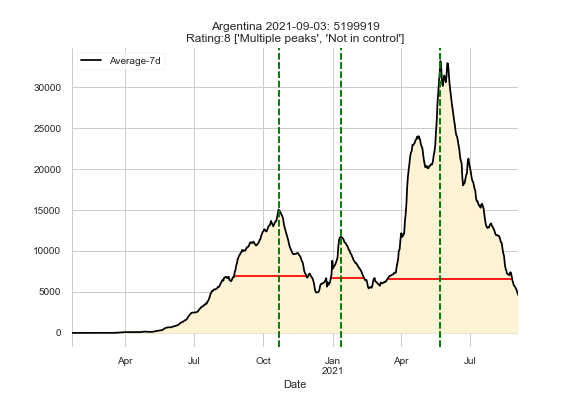 Argentina 2021-09-03: 5199919
Rating:8 ['Multiple peaks', 'Not in control']
Average-7d
30000
25000
20000
15000
10000
5000
0
Apr Jul Oct Jan Apr Jul
2021
Date